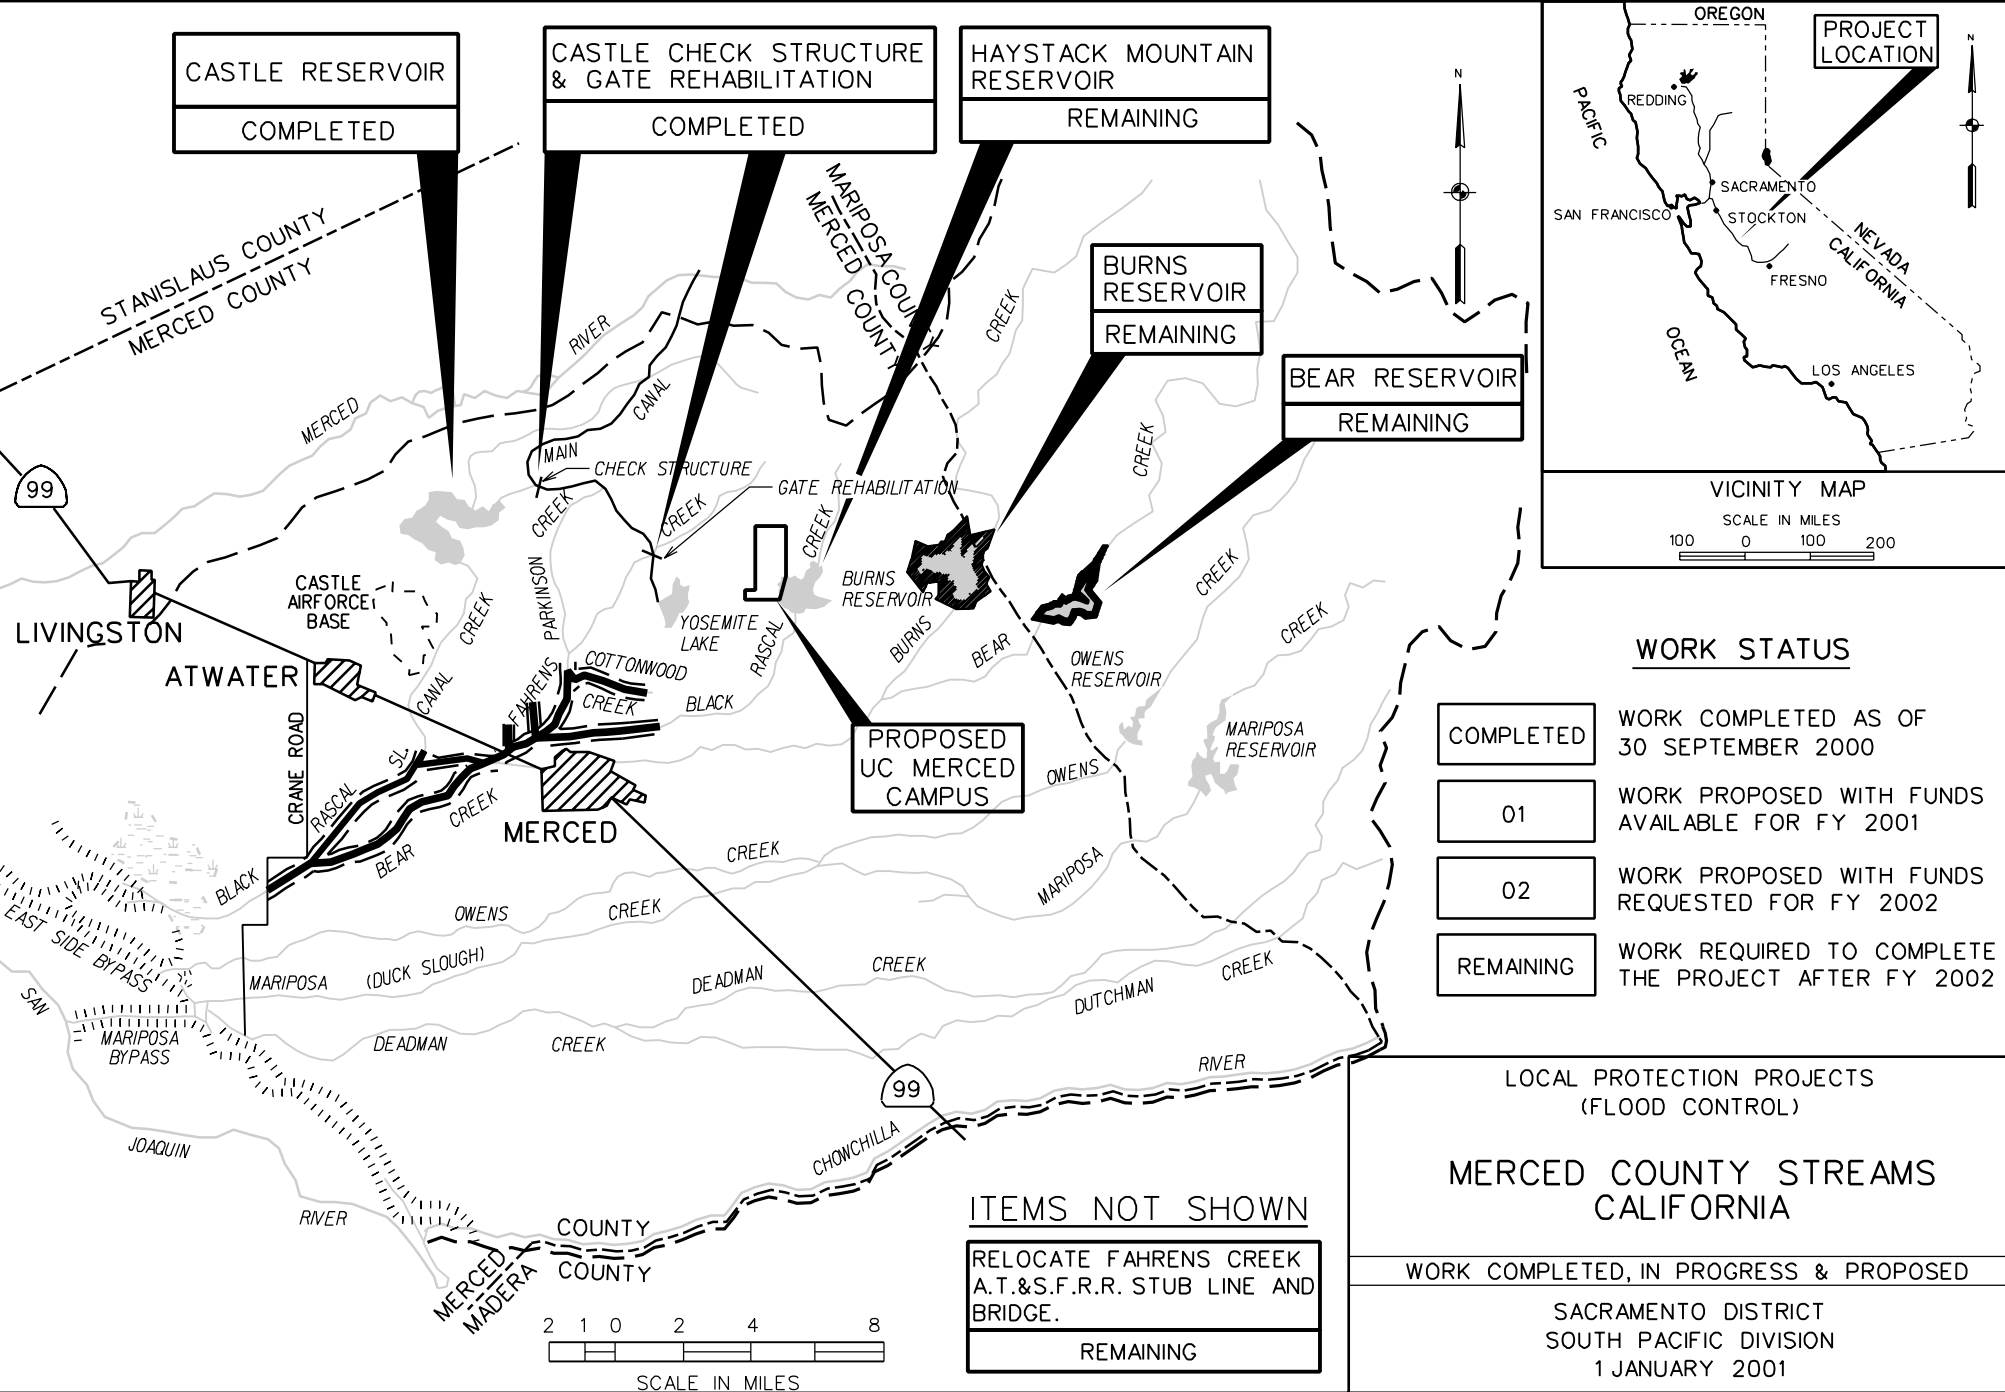 CASTLE RESERVOIR
COMPLETED
CASTLE CHECK STRUCTURE
& GATE REHABILITATION
COMPLETED
HAYSTACK MOUNTAIN
RESERVOIR
REMAINING
BURNS
RESERVOIR
REMAINING
BEAR RESERVOIR
REMAINING
STANISLAUS COUNTY
MERCED COUNTY
MARIPOSA COUNTY
MERCED COUNTY
N
MERCED
RIVER
MAIN
CANAL
CHECK STRUCTURE
GATE REHABILITATION
CREEK
CREEK
CREEK
CREEK
CREEK
CREEK
CREEK
99
LIVINGSTON
CASTLE
AIRFORCE
BASE
ATWATER
CANAL
CREEK
PARKINSON
FAHRENS
COTTONWOOD
CREEK
YOSEMITE
LAKE
RASCAL
BLACK
BURNS
RESERVOIR
BURNS
BEAR
OWENS
RESERVOIR
MARIPOSA
RESERVOIR
OWENS
MARIPOSA
PROPOSED
UC MERCED
CAMPUS
CRANE ROAD
RASCAL
SL.
CREEK
BEAR
BLACK
MERCED
CREEK
OWENS
CREEK
EAST SIDE BYPASS
MARIPOSA
(DUCK SLOUGH)
DEADMAN
CREEK
DUTCHMAN
CREEK
SAN
MARIPOSA
BYPASS
DEADMAN
CREEK
RIVER
99
CHOWCHILLA
JOAQUIN
RIVER
COUNTY
COUNTY
MERCED
MADERA
2 1 0 2 4 8
SCALE IN MILES
ITEMS NOT SHOWN
RELOCATE FAHRENS CREEK
A.T.&S.F.R.R. STUB LINE AND
BRIDGE.
REMAINING
OREGON
PROJECT
LOCATION
N
PACIFIC
OCEAN
REDDING
SACRAMENTO
SAN FRANCISCO
STOCKTON
NEVADA
CALIFORNIA
FRESNO
LOS ANGELES
VICINITY MAP
SCALE IN MILES
100 0 100 200
WORK STATUS
COMPLETED
WORK COMPLETED AS OF
30 SEPTEMBER 2000
01
WORK PROPOSED WITH FUNDS
AVAILABLE FOR FY 2001
02
WORK PROPOSED WITH FUNDS
REQUESTED FOR FY 2002
REMAINING
WORK REQUIRED TO COMPLETE
THE PROJECT AFTER FY 2002
LOCAL PROTECTION PROJECTS
(FLOOD CONTROL)
MERCED COUNTY STREAMS
CALIFORNIA
WORK COMPLETED, IN PROGRESS & PROPOSED
SACRAMENTO DISTRICT
SOUTH PACIFIC DIVISION
1 JANUARY 2001